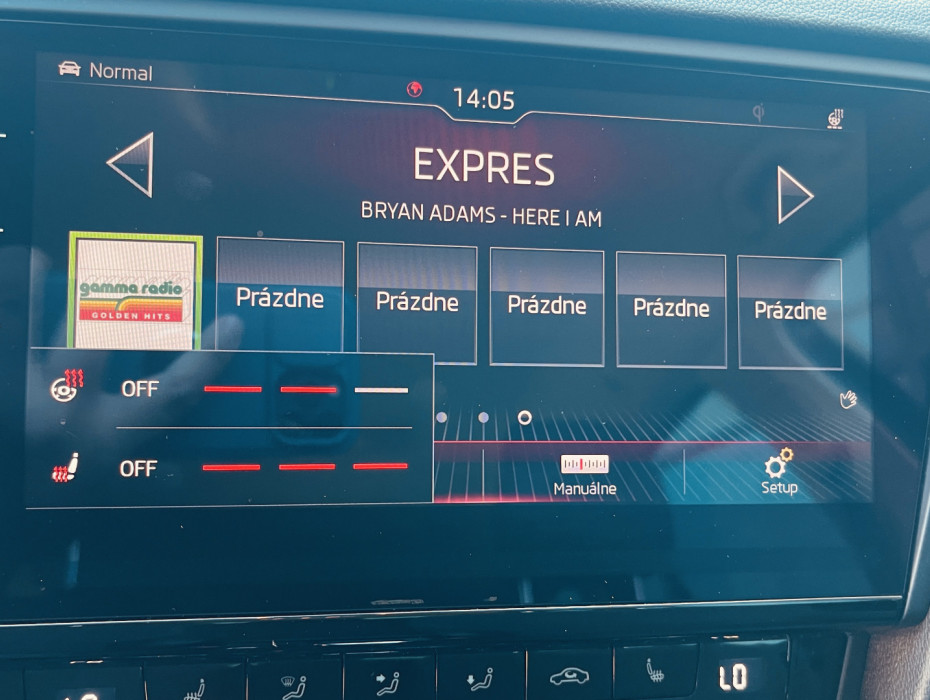 Normal
14:05
EXPRES
BRYAN ADAMS - HERE I AM
gamma radio
GOLDEN HITS
Prázdne
Prázdne
Prázdne
Prázdne
Prázdne
OFF
OFF
Manuálne
Setup
LO